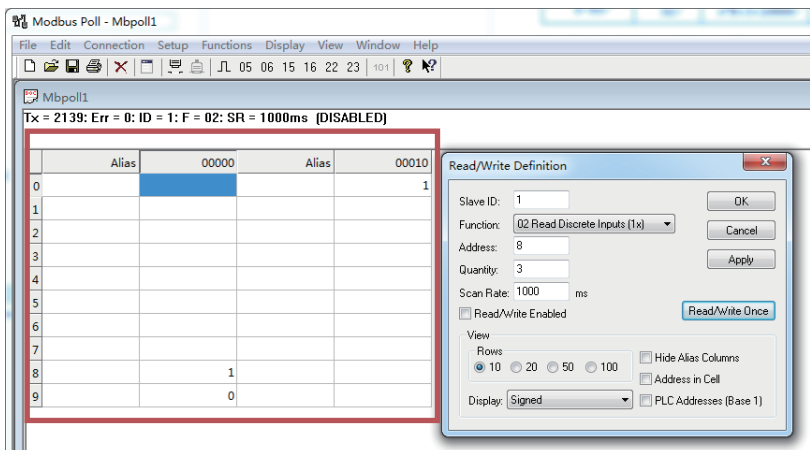 Modbus Poll - Mbpoll1
File Edit Connection Setup Functions Display View Window Help
05 06 15 16 22 23 101
Mbpoll1
Tx = 2139: Err = 0: ID = 1: F = 02: SR = 1000ms (DISABLED)
Alias 00000 Alias 00010
0 1
1
2
3
4
5
6
7
8 1
9 0
Read/Write Definition
Slave ID: 1 OK
Function: 02 Read Discrete Inputs (1x) Cancel
Address: 8
Apply
Quantity: 3
Scan Rate: 1000 ms
Read/Write Enabled Read/Write Once
View
Rows
10 20 50 100 Hide Alias Columns
Address in Cell
Display: Signed PLC Addresses (Base 1)